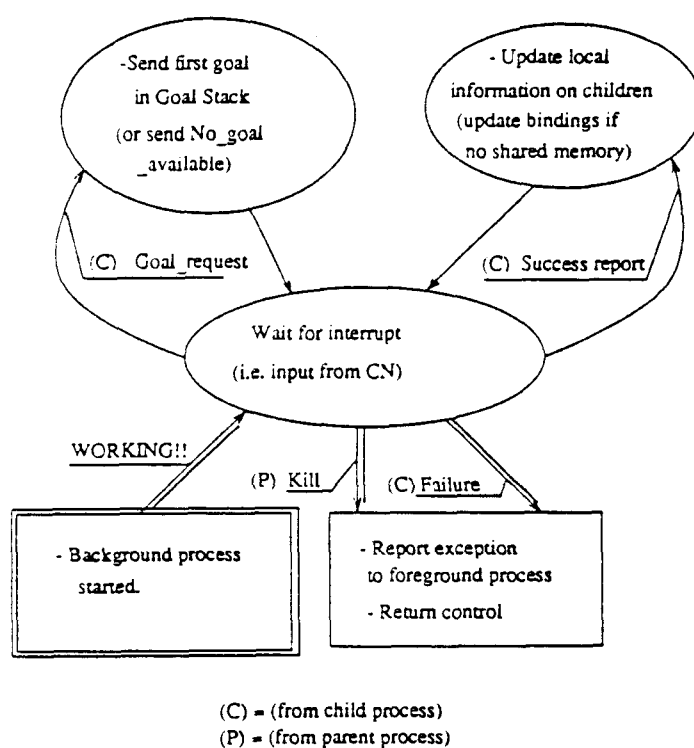 -Send first goal
in Goal Stack
(or send No_goal
_available)
- Update local
information on children
(update bindings if
no shared memory)
(C) Goal_request
(C) Success report
Wait for interrupt
(i.e. input from CN)
WORKING!!
(P) Kill
(C) Failure
- Background process
started.
- Report exception
to foreground process
- Return control
(C) = (from child process)
(P) = (from parent process)